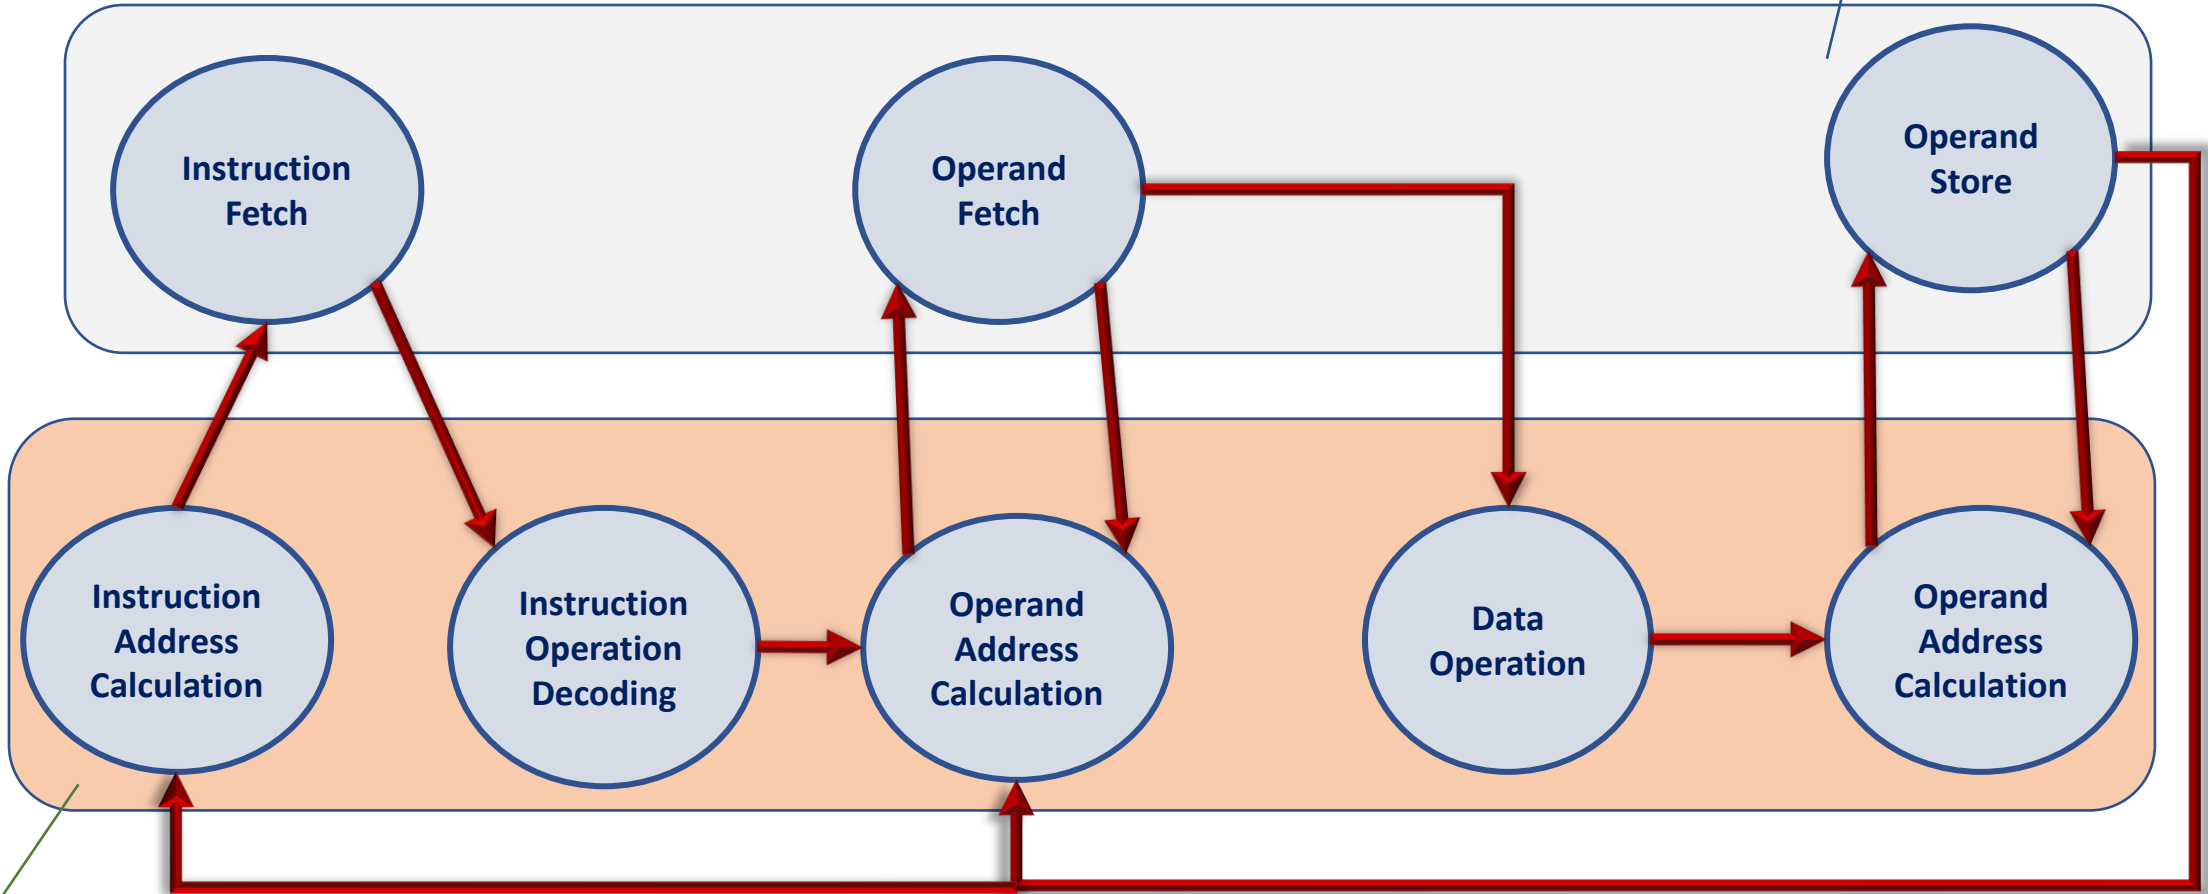 Instruction
Fetch
Operand
Fetch
Operand
Store
Instruction
Address
Calculation
Instruction
Operation
Decoding
Operand
Address
Calculation
Data
Operation
Operand
Address
Calculation